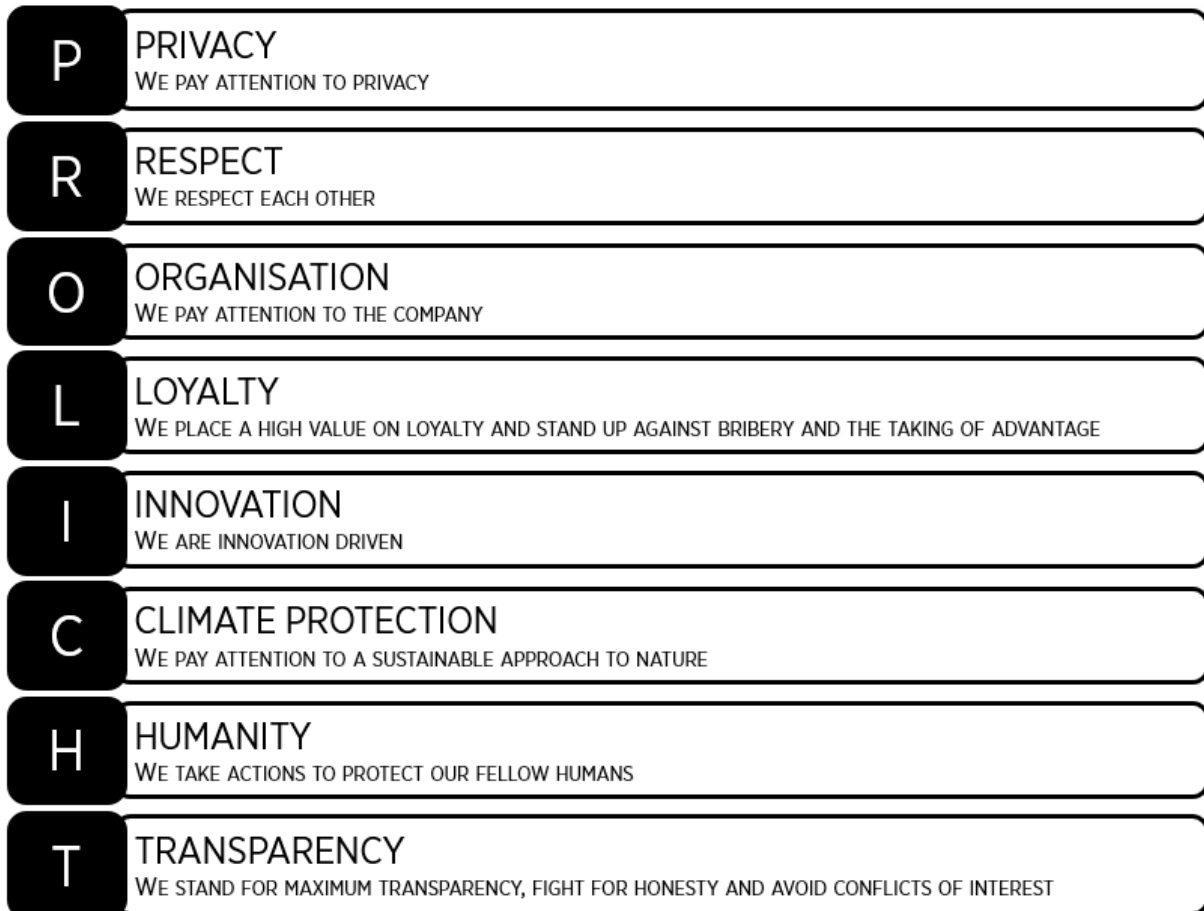 P
PRIVACY
WE PAY ATTENTION TO PRIVACY
R
RESPECT
WE RESPECT EACH OTHER
O
ORGANISATION
WE PAY ATTENTION TO THE COMPANY
L
LOYALTY
WE PLACE A HIGH VALUE ON LOYALTY AND STAND UP AGAINST BRIBERY AND THE TAKING OF ADVANTAGE
I
INNOVATION
WE ARE INNOVATION DRIVEN
C
CLIMATE PROTECTION
WE PAY ATTENTION TO A SUSTAINABLE APPROACH TO NATURE
H
HUMANITY
WE TAKE ACTIONS TO PROTECT OUR FELLOW HUMANS
T
TRANSPARENCY
WE STAND FOR MAXIMUM TRANSPARENCY, FIGHT FOR HONESTY AND AVOID CONFLICTS OF INTEREST